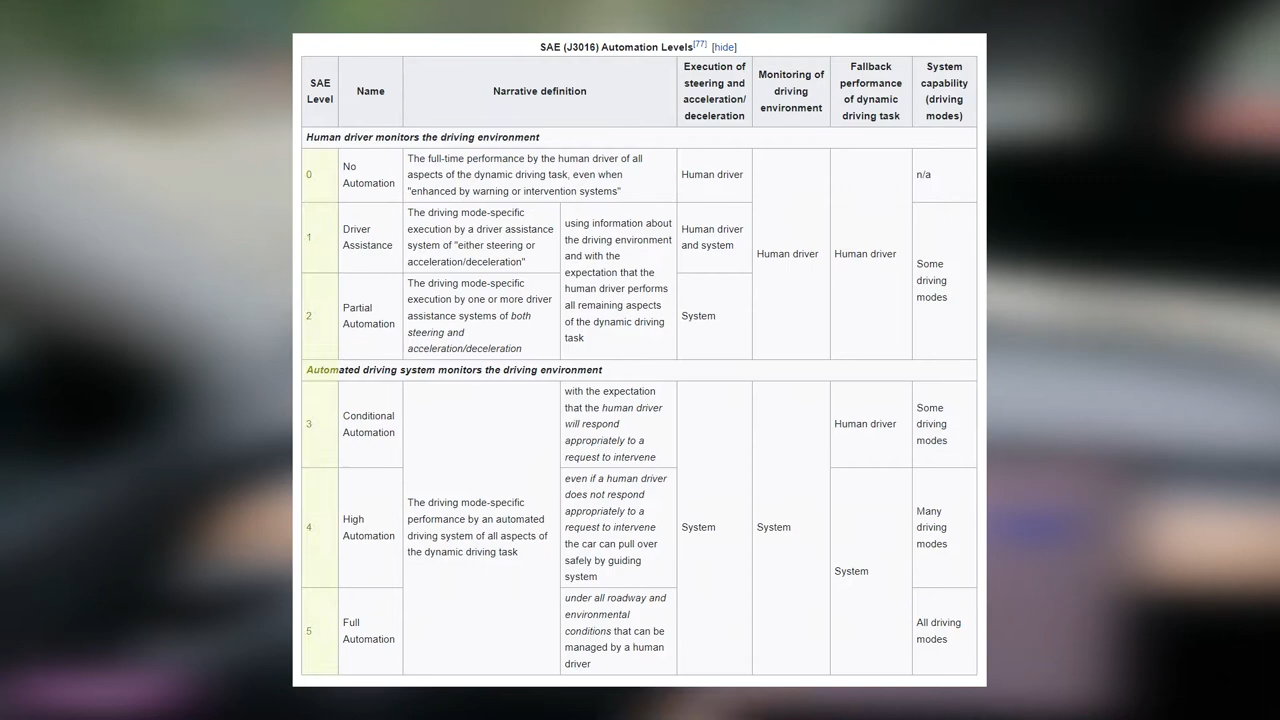 SAE (J3016) Automation Levels[77] [hide]
SAE
Level
Name
Narrative definition
Execution of
steering and
acceleration/
deceleration
Monitoring of
driving
environment
Fallback
performance
of dynamic
driving task
System
capability
(driving
modes)
Human driver monitors the driving environment
0
No
Automation
The full-time performance by the human driver of all
aspects of the dynamic driving task, even when
"enhanced by warning or intervention systems"
Human driver
n/a
1
Driver
Assistance
The driving mode-specific
execution by a driver assistance
system of "either steering or
acceleration/deceleration"
using information about
the driving environment
and with the
expectation that the
human driver performs
all remaining aspects
of the dynamic driving
task
Human driver
and system
Human driver
Human driver
Some
driving
modes
2
Partial
Automation
The driving mode-specific
execution by one or more driver
assistance systems of both
steering and
acceleration/deceleration
System
Automated driving system monitors the driving environment
3
Conditional
Automation
The driving mode-specific
performance by an automated
driving system of all aspects of
the dynamic driving task
with the expectation
that the human driver
will respond
appropriately to a
request to intervene
System
System
Human driver
Some
driving
modes
4
High
Automation
even if a human driver
does not respond
appropriately to a
request to intervene
the car can pull over
safely by guiding
system
System
Many
driving
modes
5
Full
Automation
under all roadway and
environmental
conditions that can be
managed by a human
driver
All driving
modes